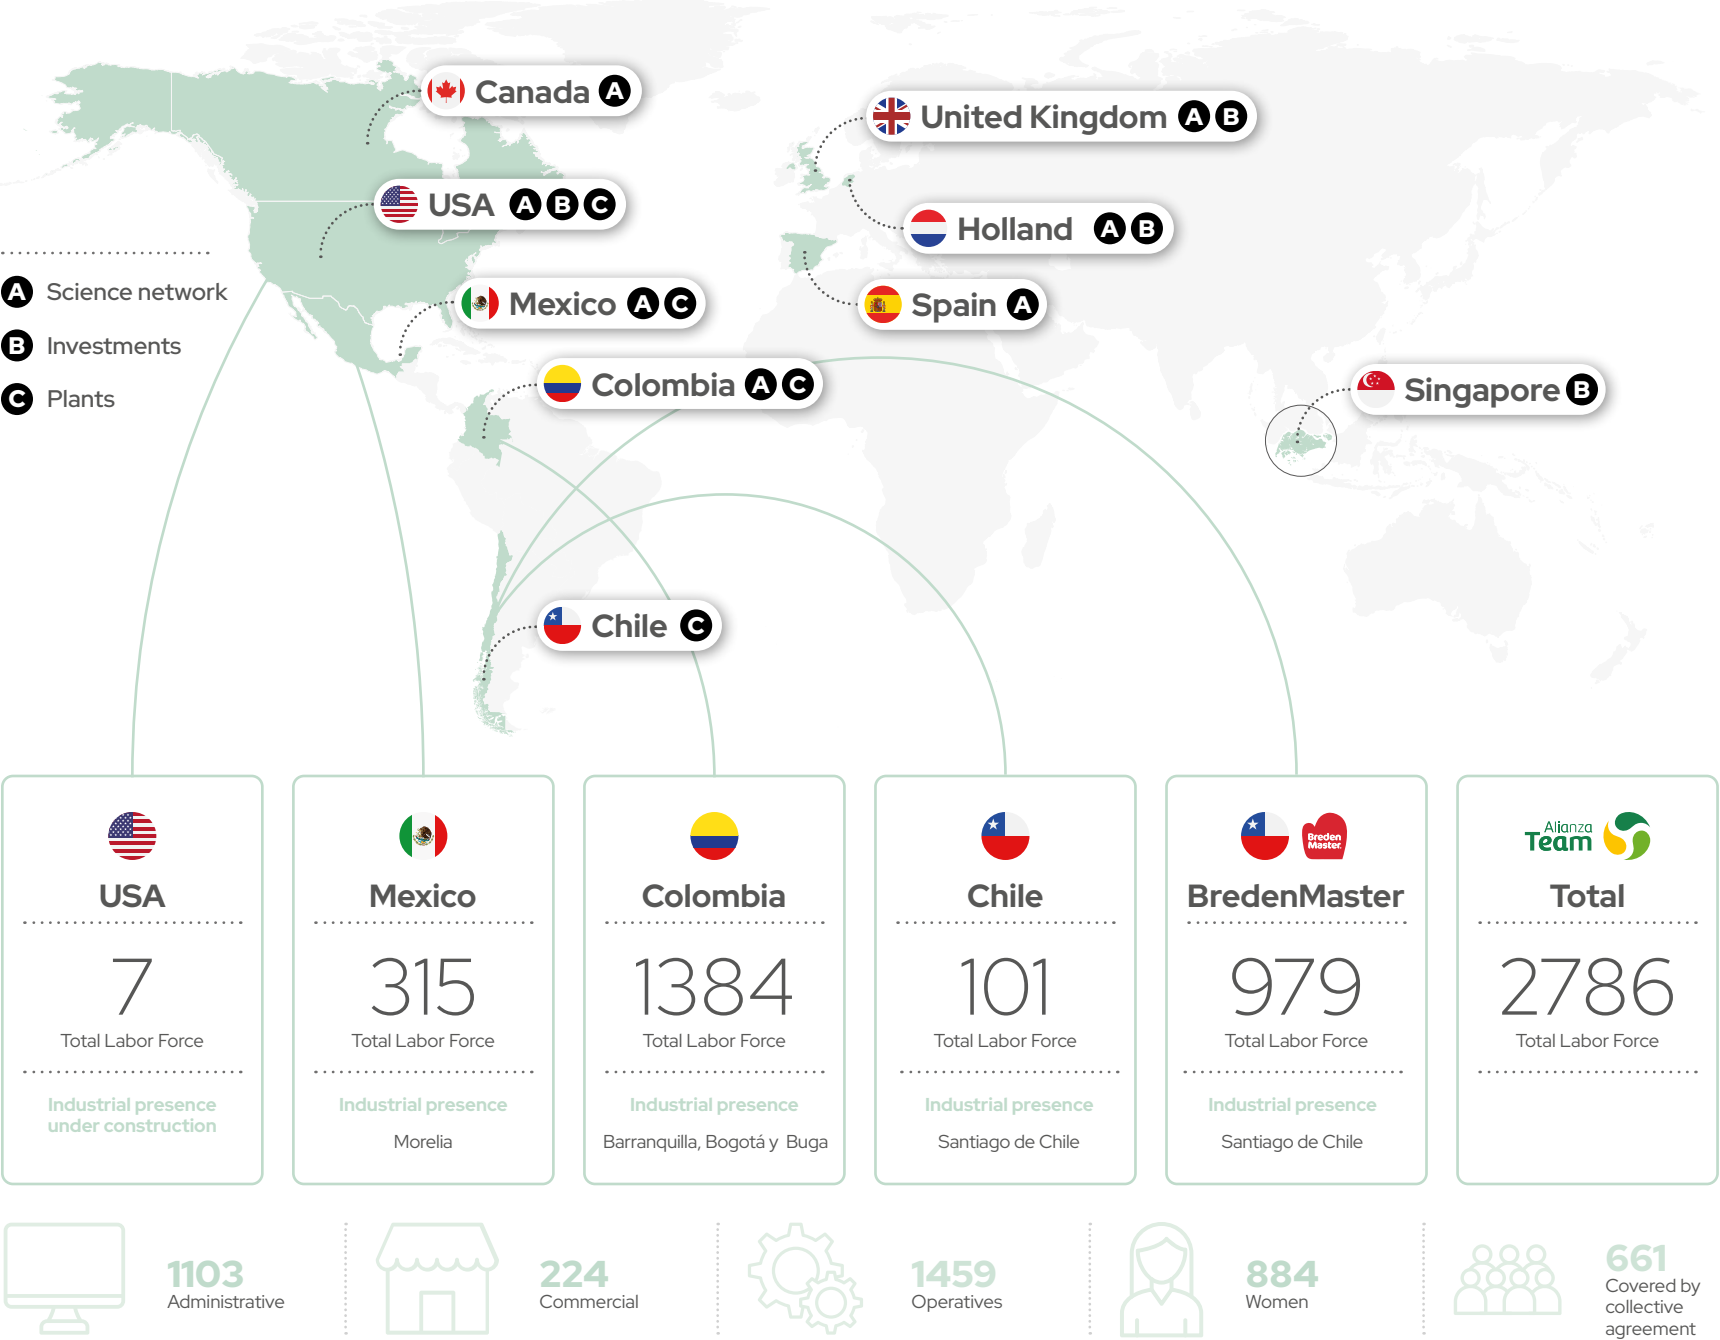 Canada A
United Kingdom A B
USA A B C
Holland A B
A Science network
Mexico A C
Spain A
B Investments
Colombia A C
Singapore B
C Plants
Chile C
USA
7
Total Labor Force
Industrial presence
under construction
Mexico
315
Total Labor Force
Industrial presence
Morelia
Colombia
1384
Total Labor Force
Industrial presence
Barranquilla, Bogotá y Buga
Chile
101
Total Labor Force
Industrial presence
Santiago de Chile
Breden
Master.
BredenMaster
979
Total Labor Force
Industrial presence
Santiago de Chile
Alianza
Team
Total
2786
Total Labor Force
1103
Administrative
224
Commercial
1459
Operatives
884
Women
661
Covered by
collective
agreement